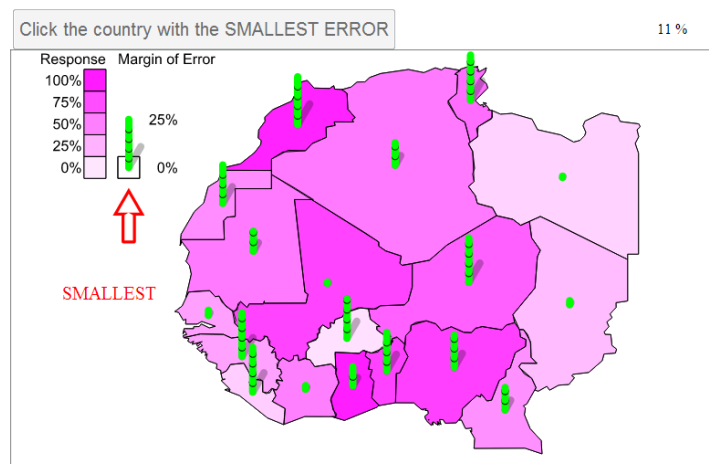 Click the country with the SMALLEST ERROR
11 %
Response Margin of Error
100%
75%
50%
25%
0%
25%
0%
SMALLEST